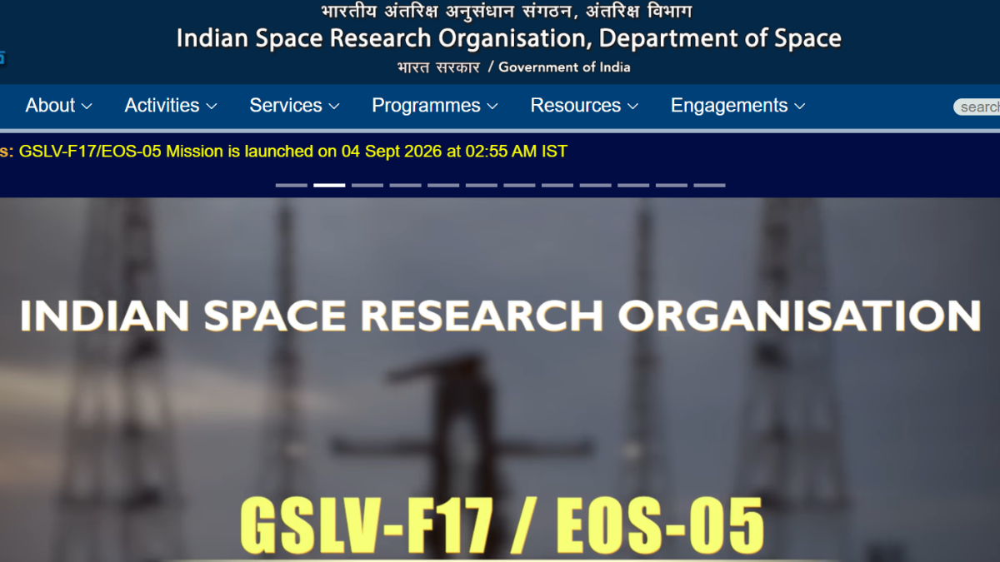 भारतीय अंतरिक्ष अनुसंधान संगठन, अंतरिक्ष विभाग
Indian Space Research Organisation, Department of Space
भारत सरकार / Government of India
About Activities Services Programmes Resources Engagements search
s: GSLV-F17/EOS-05 Mission is launched on 04 Sept 2026 at 02:55 AM IST
INDIAN SPACE RESEARCH ORGANISATION
GSLV-F17 / EOS-05